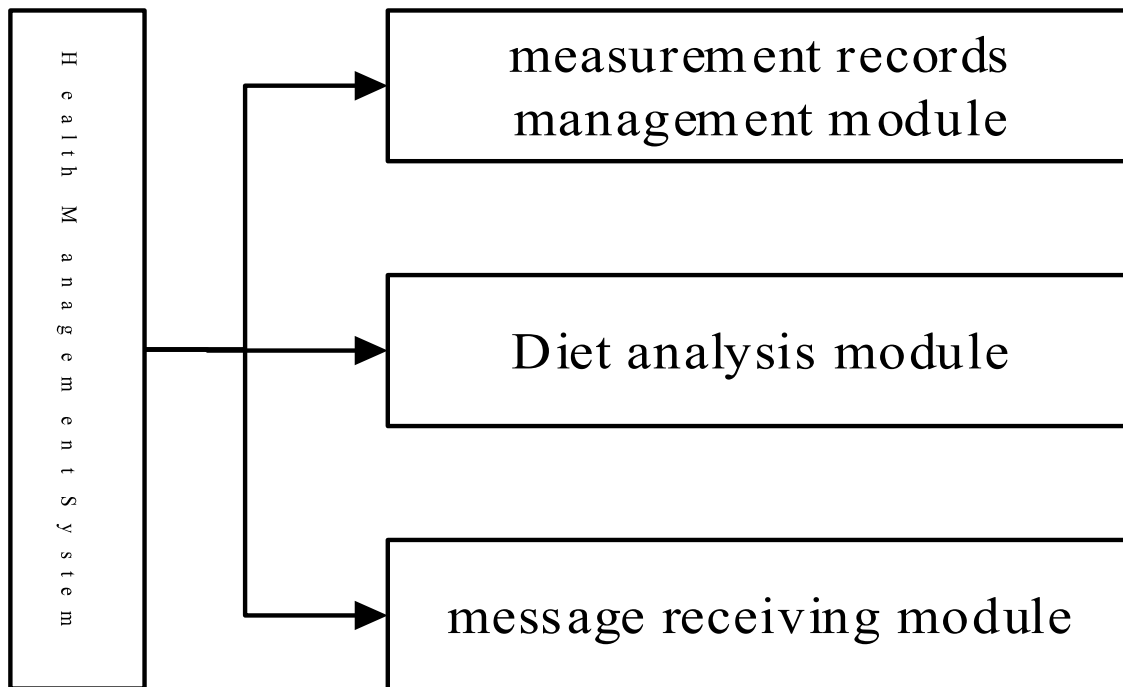 Health Management System
measurement records
management module
Diet analysis module
message receiving module